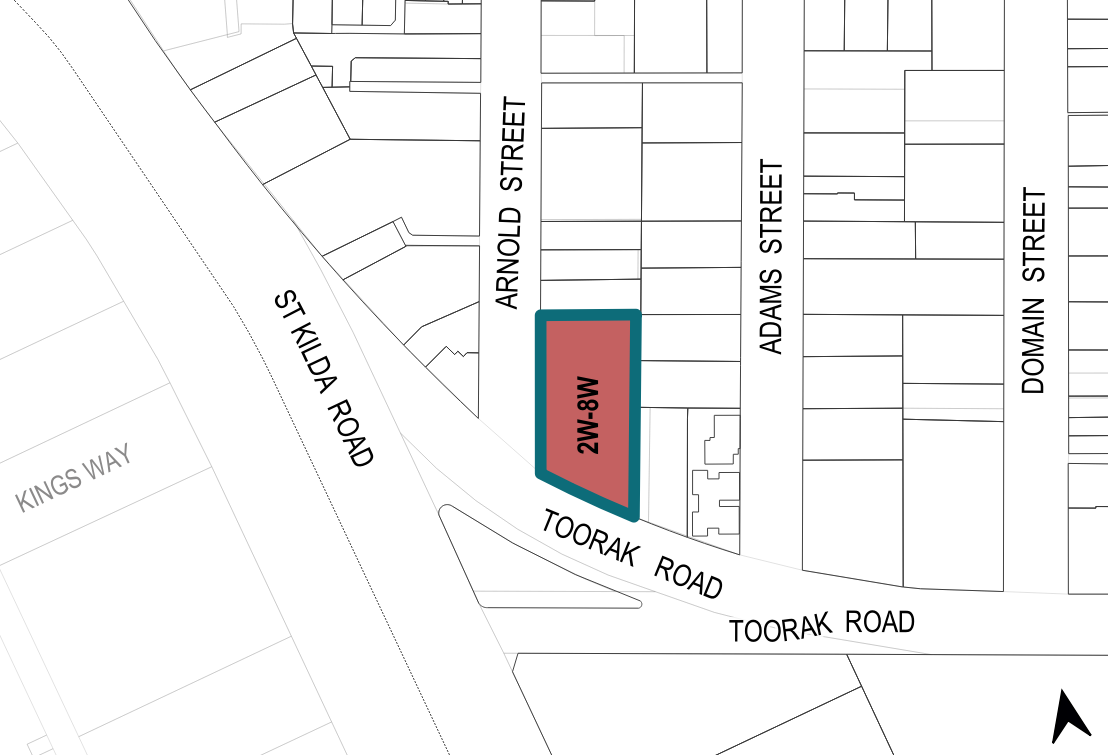 ARNOLD STREET
ADAMS STREET
DOMAIN STREET
ST KILDA ROAD
2W-8W
KINGS WAY
TOORAK ROAD
TOORAK ROAD